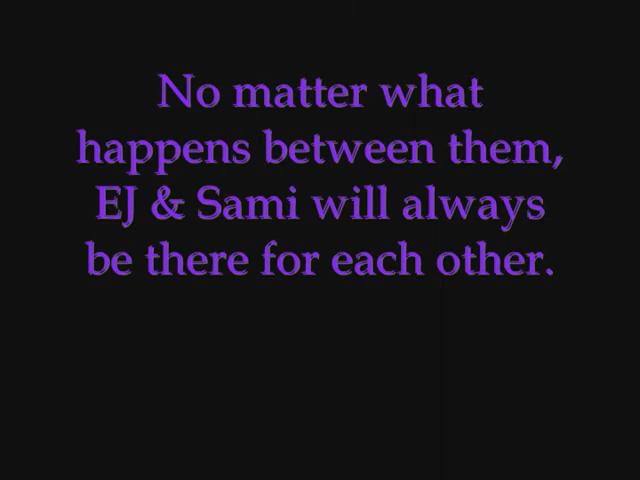 No matter what
happens between them,
EJ & Sami will always
be there for each other.